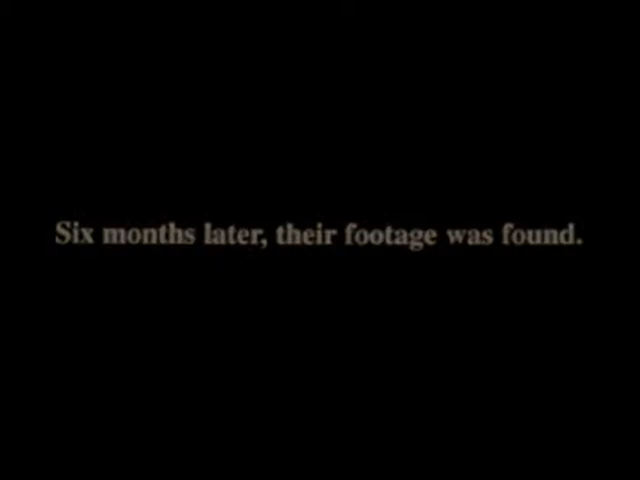 Six months later, their footage was found.